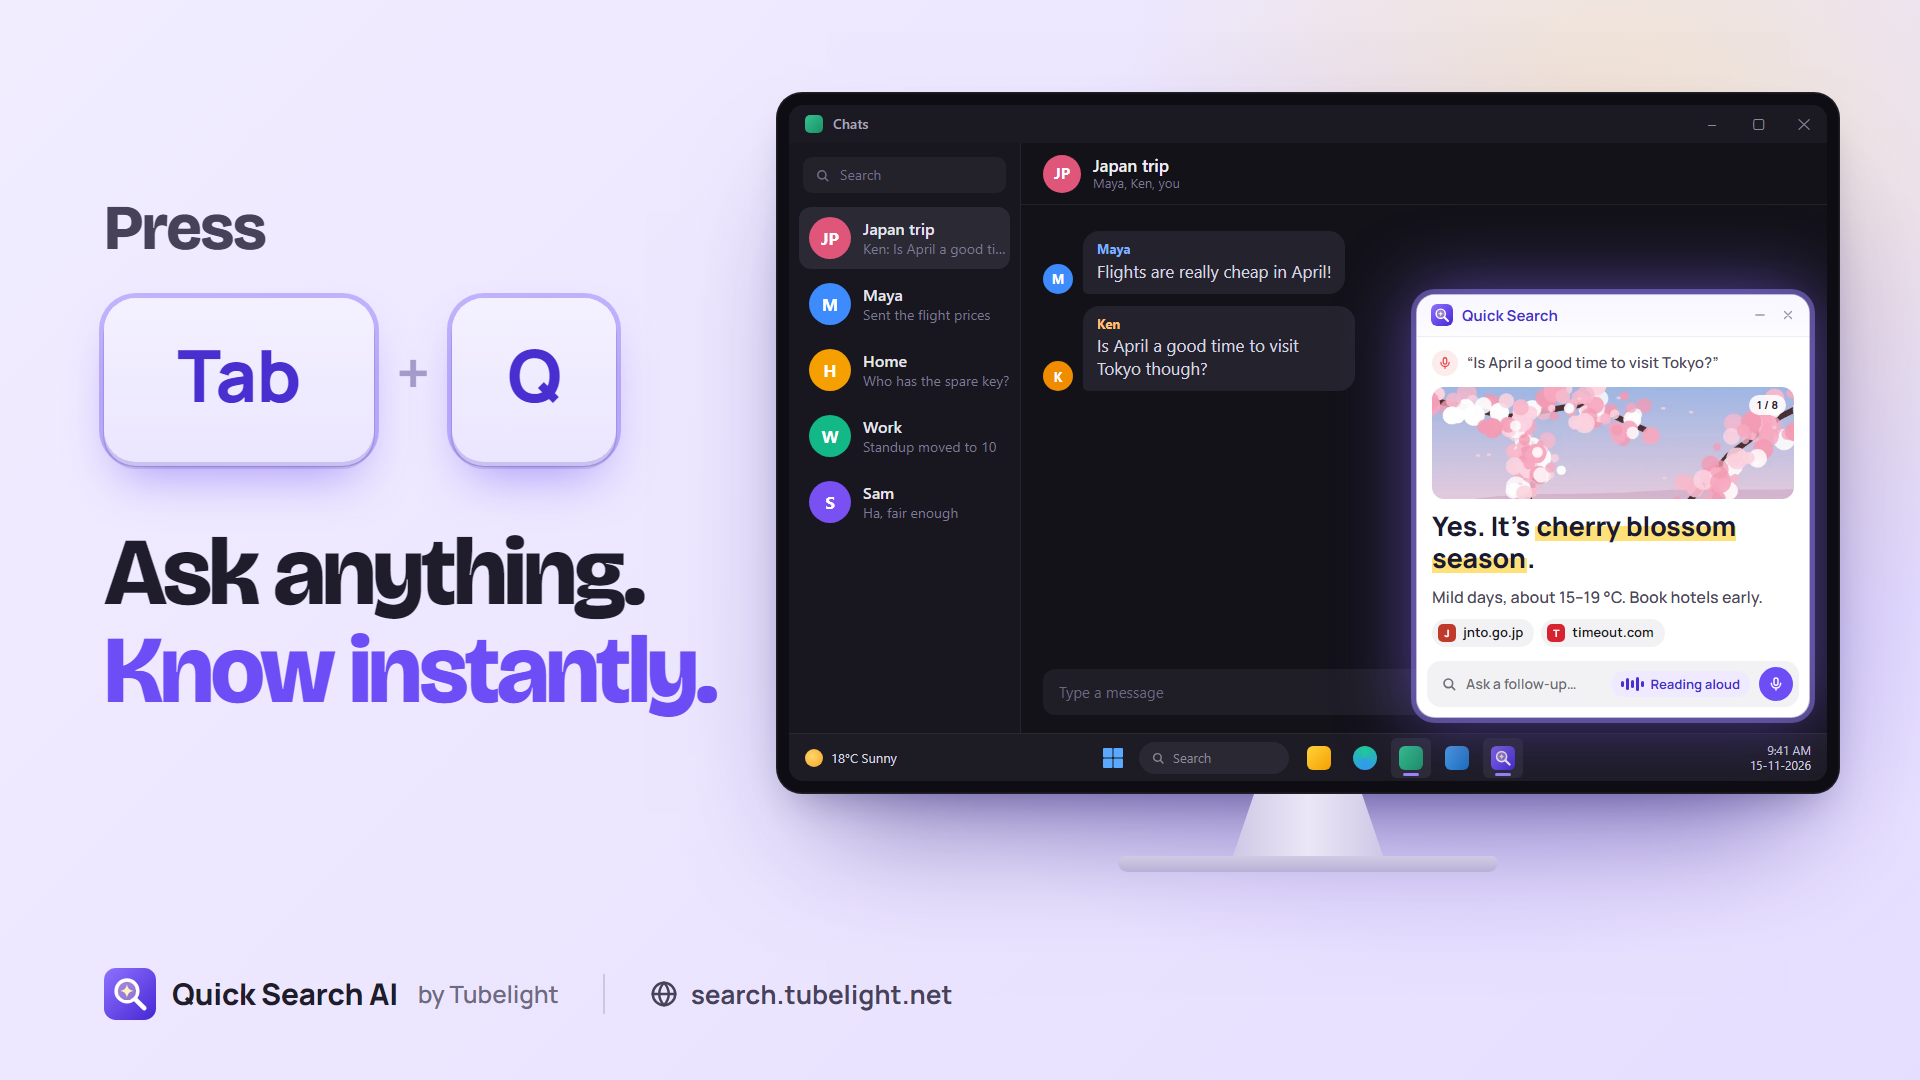 Press
Tab + Q
Ask anything.
Know instantly.
Quick Search AI by Tubelight
search.tubelight.net
Chats
Search
JP
Japan trip
Ken: Is April a good ti...
M
Maya
Sent the flight prices
H
Home
Who has the spare key?
W
Work
Standup moved to 10
S
Sam
Ha, fair enough
JP
Japan trip
Maya, Ken, you
Maya
M
Flights are really cheap in April!
Ken
Is April a good time to visit
K
Tokyo though?
Type a message
Quick Search
“Is April a good time to visit Tokyo?”
1 / 8
Yes. It’s cherry blossom
season.
Mild days, about 15–19 °C. Book hotels early.
J jnto.go.jp T timeout.com
Ask a follow-up... Reading aloud
18°C Sunny
Search
9:41 AM
15-11-2026